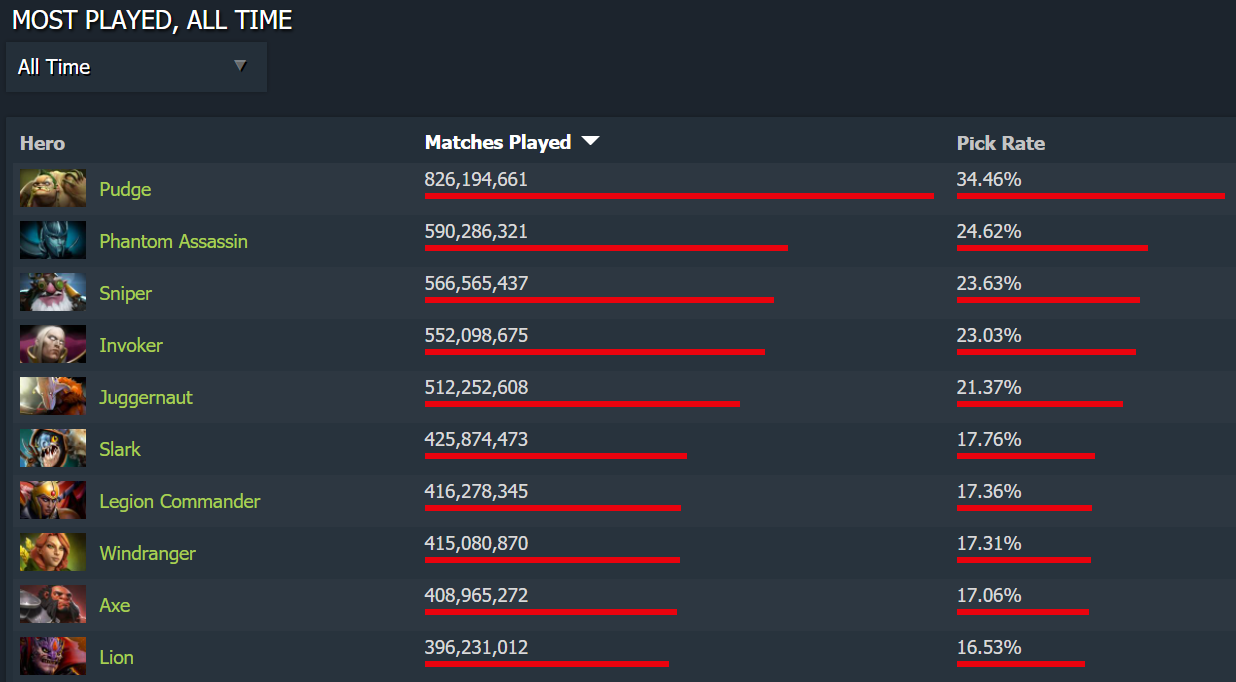 MOST PLAYED, ALL TIME
All Time
Hero Matches Played Pick Rate
Pudge 826,194,661 34.46%
Phantom Assassin 590,286,321 24.62%
Sniper 566,565,437 23.63%
Invoker 552,098,675 23.03%
Juggernaut 512,252,608 21.37%
Slark 425,874,473 17.76%
Legion Commander 416,278,345 17.36%
Windranger 415,080,870 17.31%
Axe 408,965,272 17.06%
Lion 396,231,012 16.53%